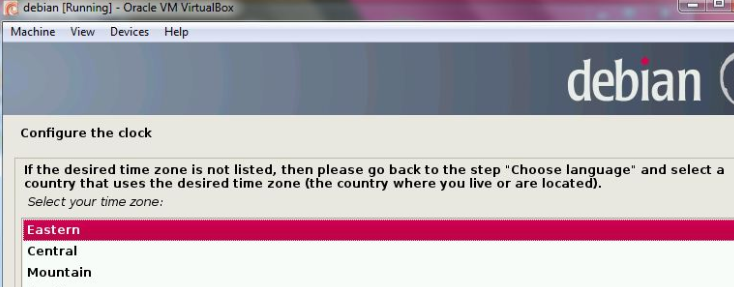 debian [Running] - Oracle VM VirtualBox
Machine View Devices Help
debian
Configure the clock
If the desired time zone is not listed, then please go back to the step "Choose language" and select a
country that uses the desired time zone (the country where you live or are located).
Select your time zone:
Eastern
Central
Mountain